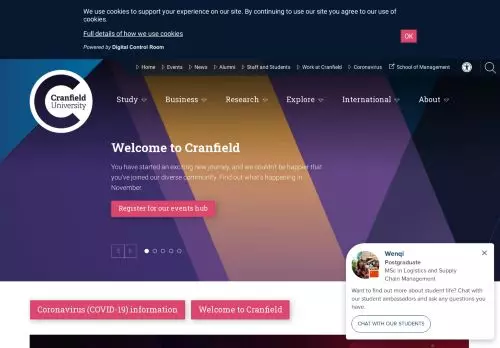 We use cookies to support your experience on our site. By continuing to use our site you agree to our use of
cookies.
Full details of how we use cookies
OK
Powered by Digital Control Room
Home Events News Alumni Staff and Students Work at Cranfield Coronavirus School of Management
Cranfield
University
Study Business Research Explore International About
Welcome to Cranfield
You have started an exciting new journey, and we couldn't be happier that
you've joined our diverse community. Find out what's happening in
November.
Register for our events hub
Wenqi
Postgraduate
MSc in Logistics and Supply
Chain Management
Want to find out more about student life? Chat with
our student ambassadors and ask any questions you
have.
CHAT WITH OUR STUDENTS
Coronavirus (COVID-19) information
Welcome to Cranfield